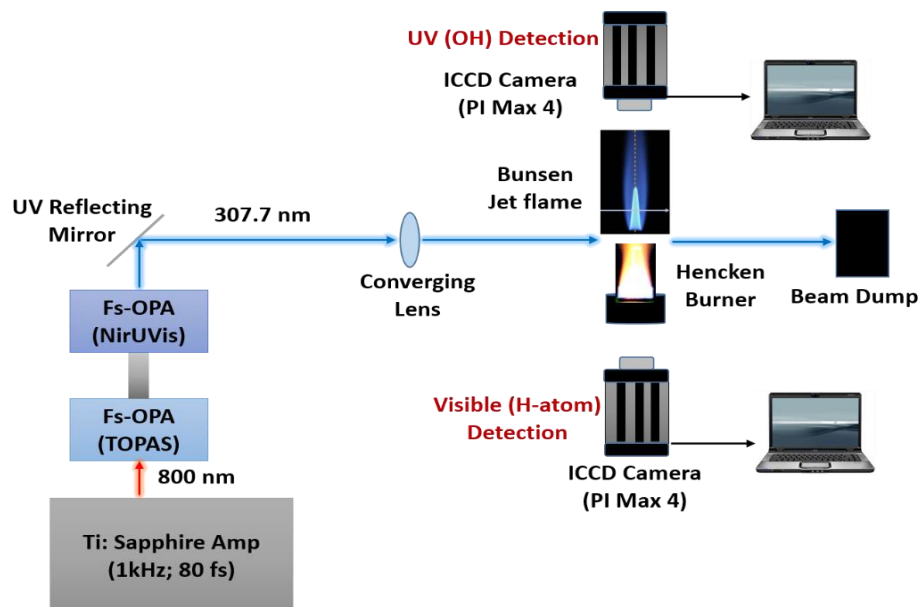 UV (OH) Detection
ICCD Camera
(PI Max 4)
Bunsen
Jet flame
UV Reflecting
Mirror
307.7 nm
Converging
Lens
Hencken
Burner
Beam Dump
Fs-OPA
(NirUVis)
Fs-OPA
(TOPAS)
800 nm
Visible (H-atom)
Detection
ICCD Camera
(PI Max 4)
Ti: Sapphire Amp
(1kHz; 80 fs)